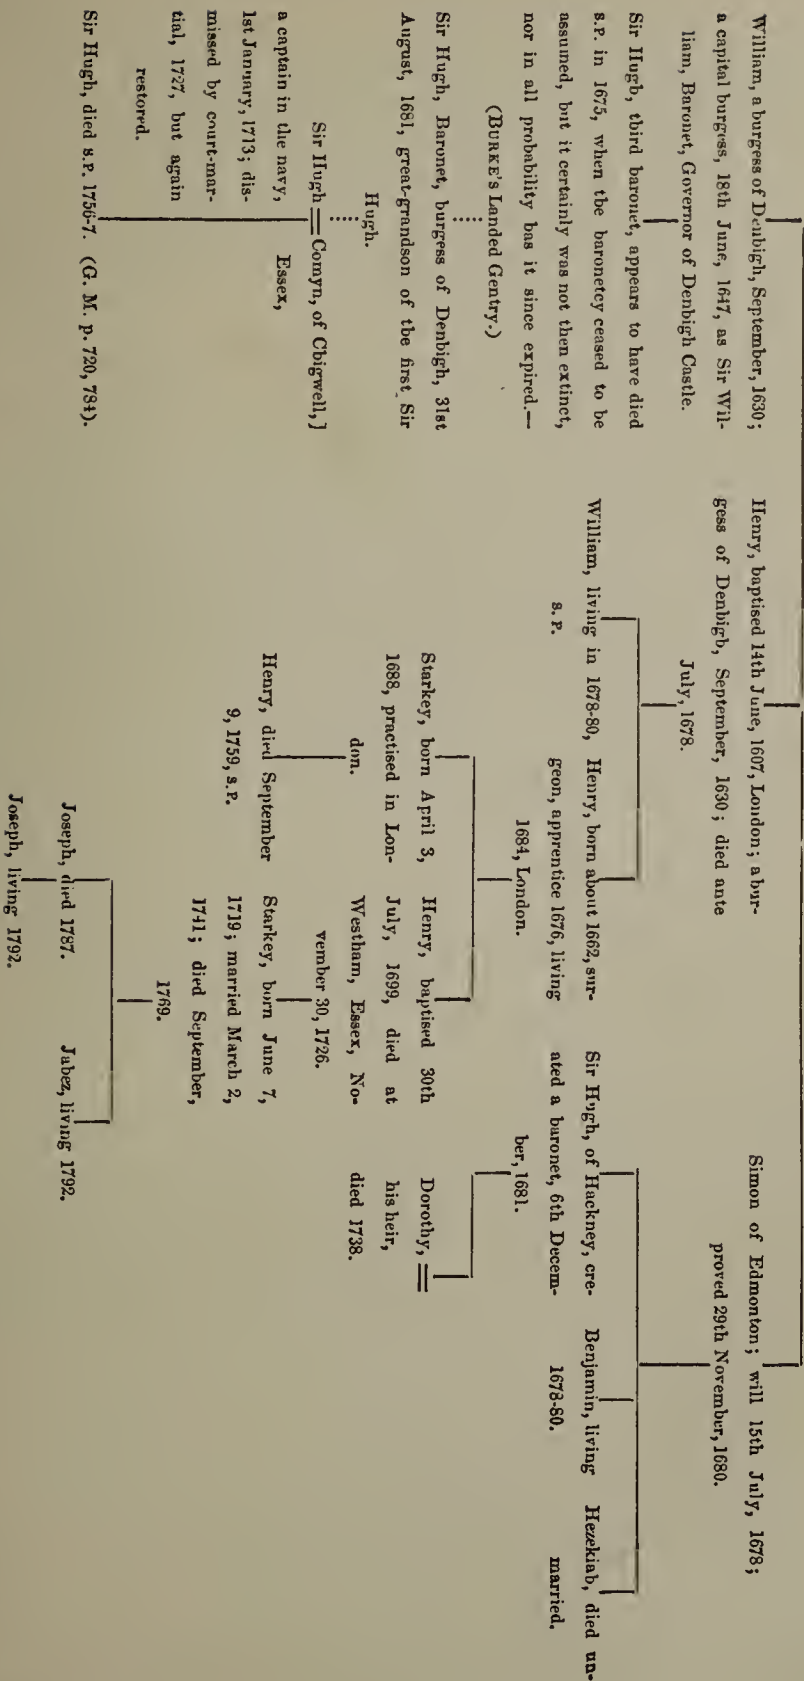 William, a burgess of Denbigh, September, 1630;
a capital burgess, 18th June, 1647, as Sir Wil-
liam, Baronet, Governor of Denbigh Castle.
Sir Hugh, third baronet, appears to have died
s.p. in 1675, when the baronetcy ceased to be
assumed, but it certainly was not then extinct,
nor in all probability has it since expired.—
(BURKE'S Landed Gentry.)
Sir Hugh, Baronet, burgess of Denbigh, 31st
August, 1681, great-grandson of the first Sir
Hugh.
Sir Hugh = Comyn, of Chigwell,]
a captain in the navy, Essex,
1st January, 1713; dis-
missed by court-mar-
tial, 1727, but again
restored.
Sir Hugh, died s.p. 1756-7. (G. M. p. 720, 784).
Henry, baptised 14th June, 1607, London; a bur-
gess of Denbigh, September, 1630; died ante
July, 1678.
William, living in 1678-80,
s. p.
Henry, born about 1662, sur-
geon, apprentice 1676, living
1684, London.
Starkey, born April 3,
1688, practised in Lon-
don.
Henry, died September
9, 1759, s.p.
Henry, baptised 30th
July, 1699, died at
Westham, Essex, No-
vember 30, 1726.
Starkey, born June 7,
1719; married March 2,
1741; died September,
1769.
Joseph, died 1787.
Joseph, living 1792.
Jabez, living 1792.
Simon of Edmonton; will 15th July, 1678;
proved 29th November, 1680.
Sir Hugh, of Hackney, cre-
ated a baronet, 6th Decem-
ber, 1681.
Dorothy, =
his heir,
died 1738.
Benjamin, living
1678-80.
Hezekiah, died un-
married.